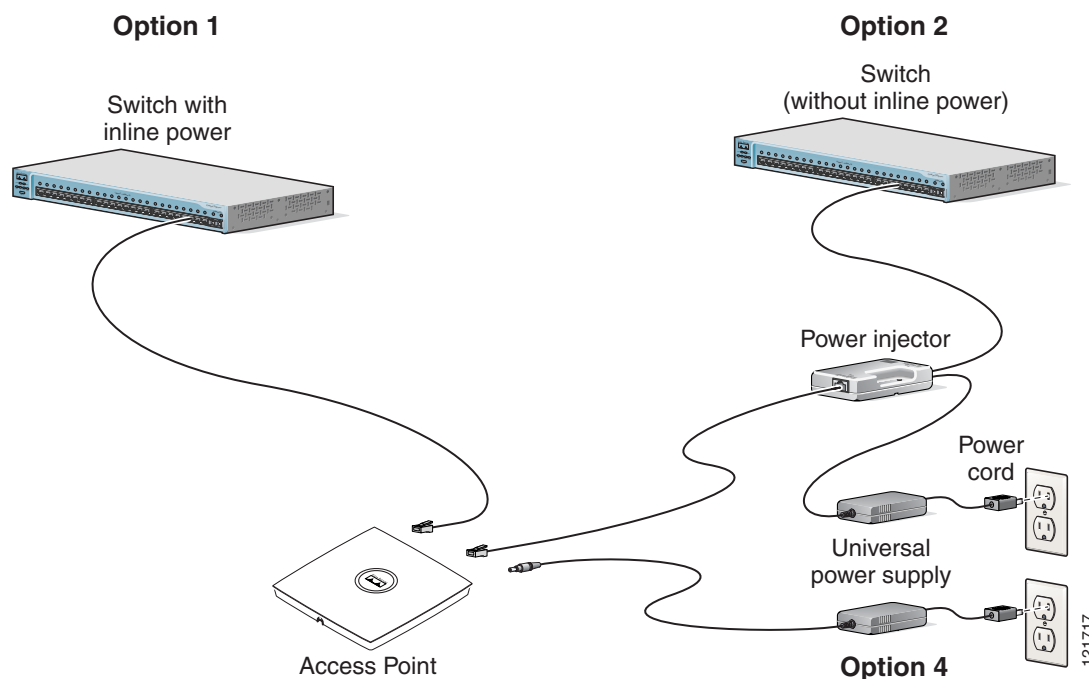 Option 1
Option 2
Switch with
inline power
Switch
(without inline power)
Power injector
Power
cord
Universal
power supply
Access Point
Option 4
121717